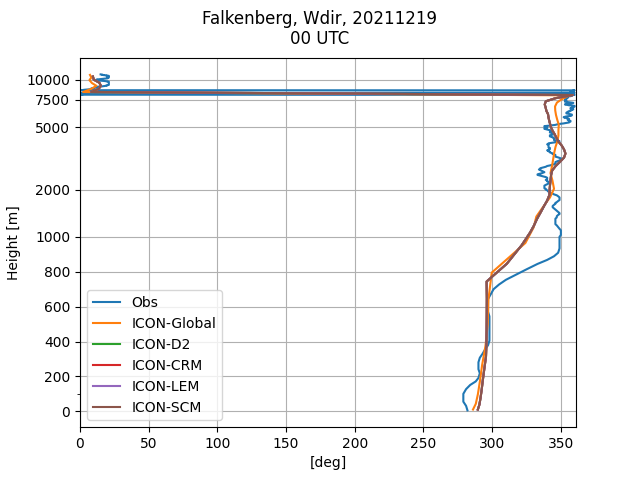 Falkenberg, Wdir, 20211219
00 UTC
10000
7500
5000
2000
1000
800
600
400
200
0
Height [m]
Obs
ICON-Global
ICON-D2
ICON-CRM
ICON-LEM
ICON-SCM
0 50 100 150 200 250 300 350
[deg]